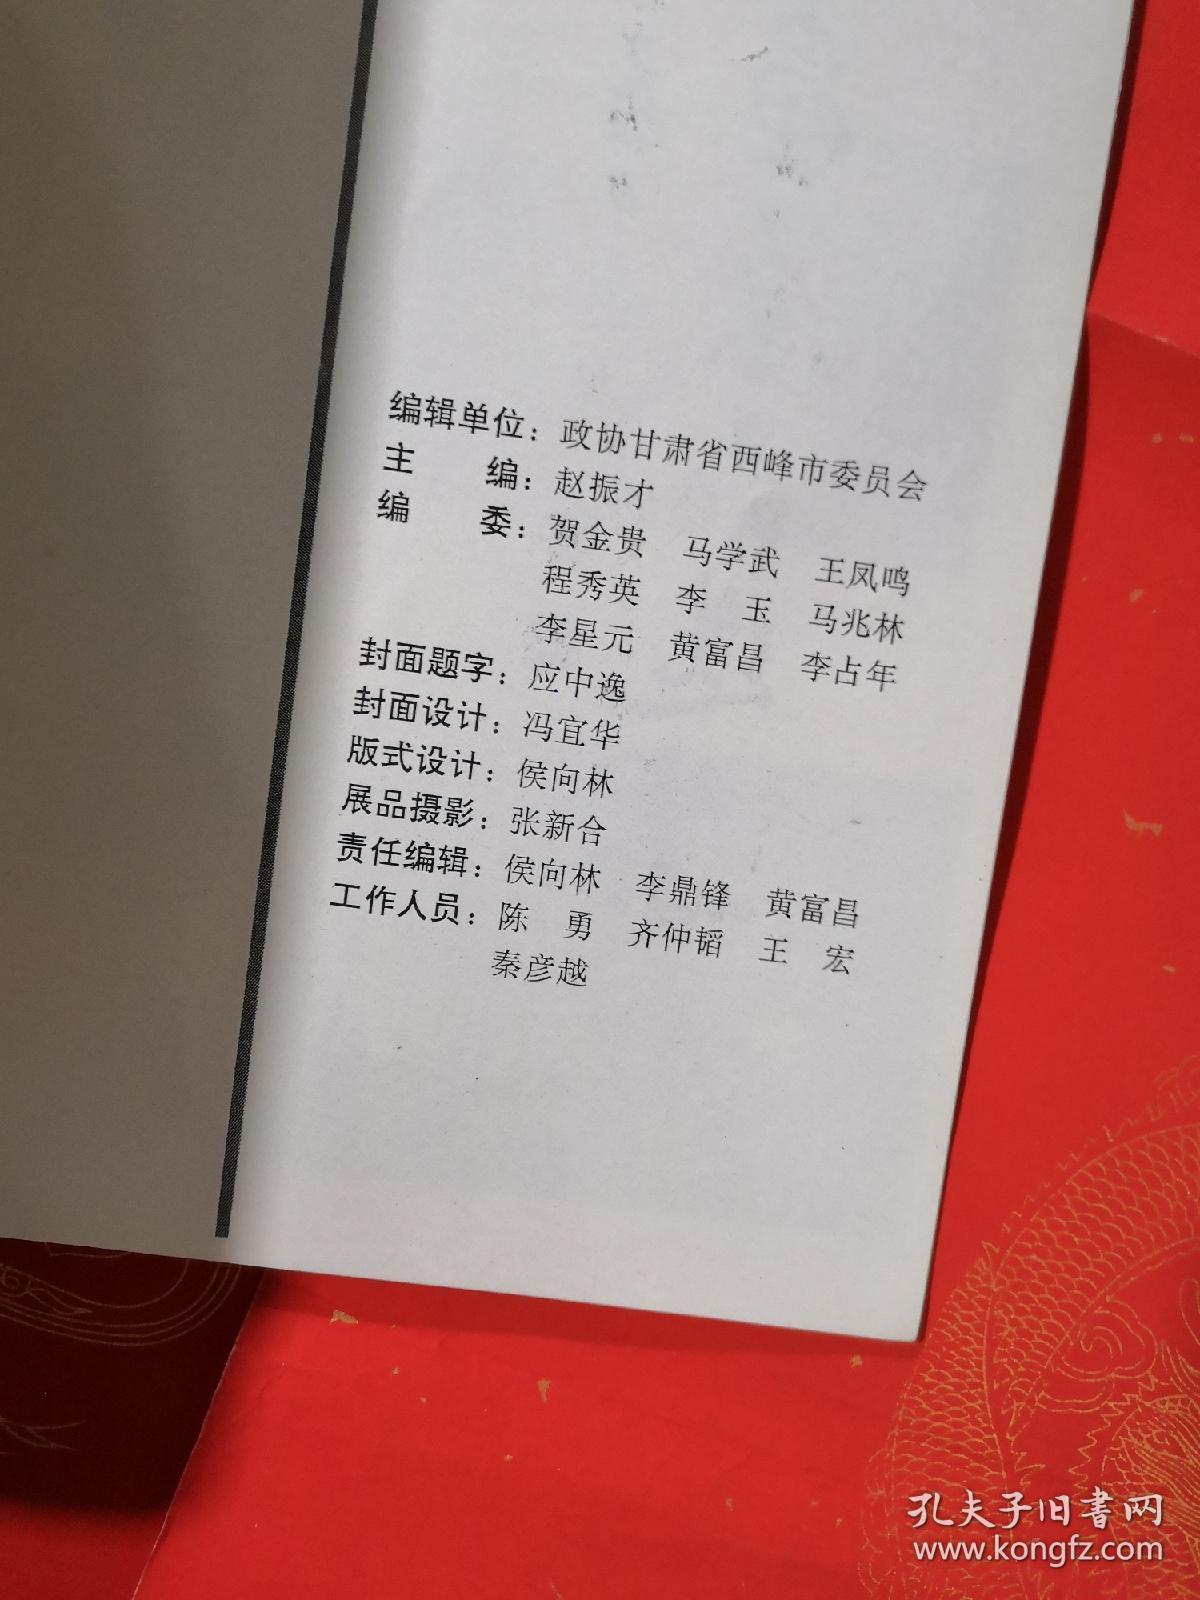 编辑单位：政协甘肃省西峰市委员会
主　　编：赵振才
编　　委：贺金贵　马学武　王凤鸣
程秀英　李　玉　马兆林
李星元　黄富昌　李占年
封面题字：应中逸
封面设计：冯宜华
版式设计：侯向林
展品摄影：张新合
责任编辑：侯向林　李鼎锋　黄富昌
工作人员：陈　勇　齐仲韬　王　宏
秦彦越
孔夫子旧书网
www.kongfz.com